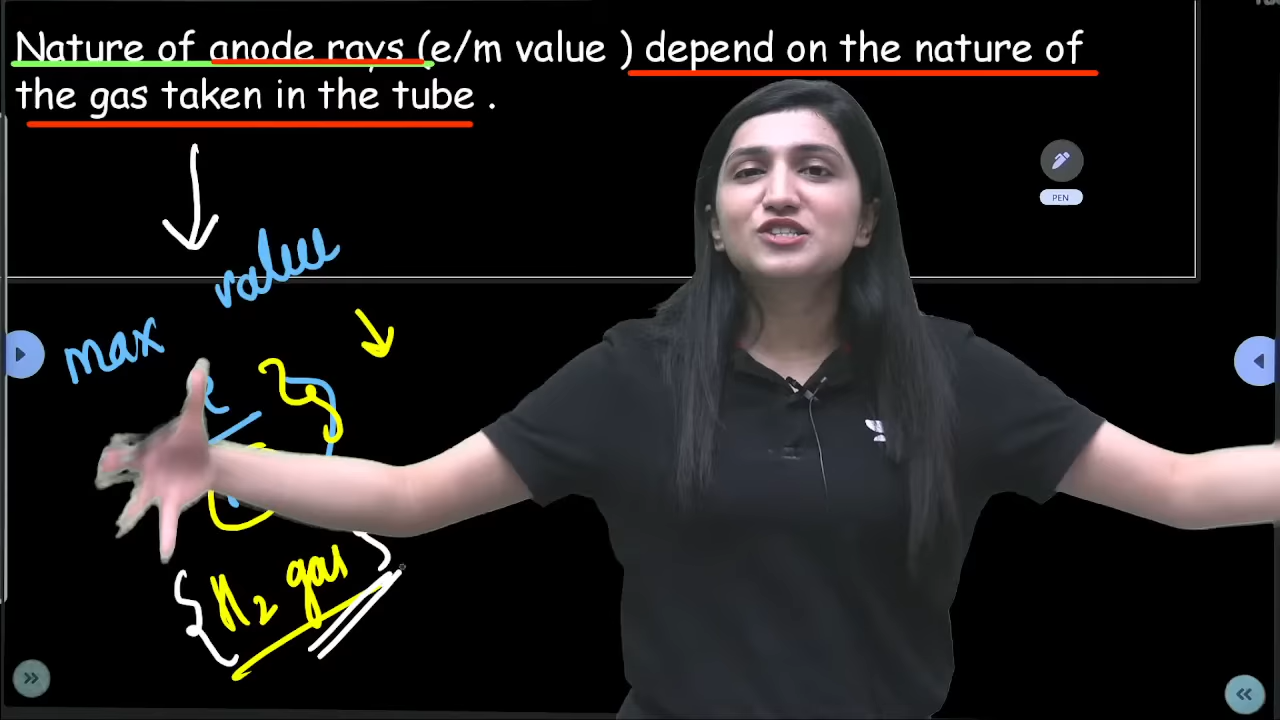 Nature of anode rays (e/m value ) depend on the nature of
the gas taken in the tube .
PEN
max value
H2 gas